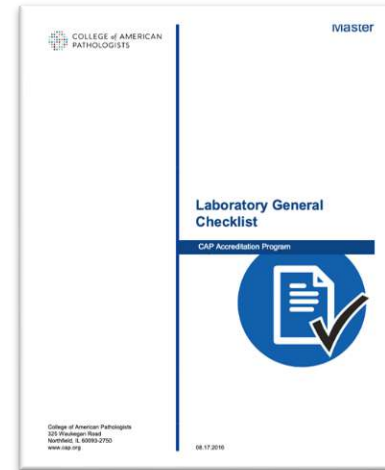 COLLEGE of AMERICAN
PATHOLOGISTS
Master
Laboratory General
Checklist
CAP Accreditation Program
College of American Pathologists
325 Waukegan Road
Northfield, IL 60093-2750
www.cap.org
08.17.2016